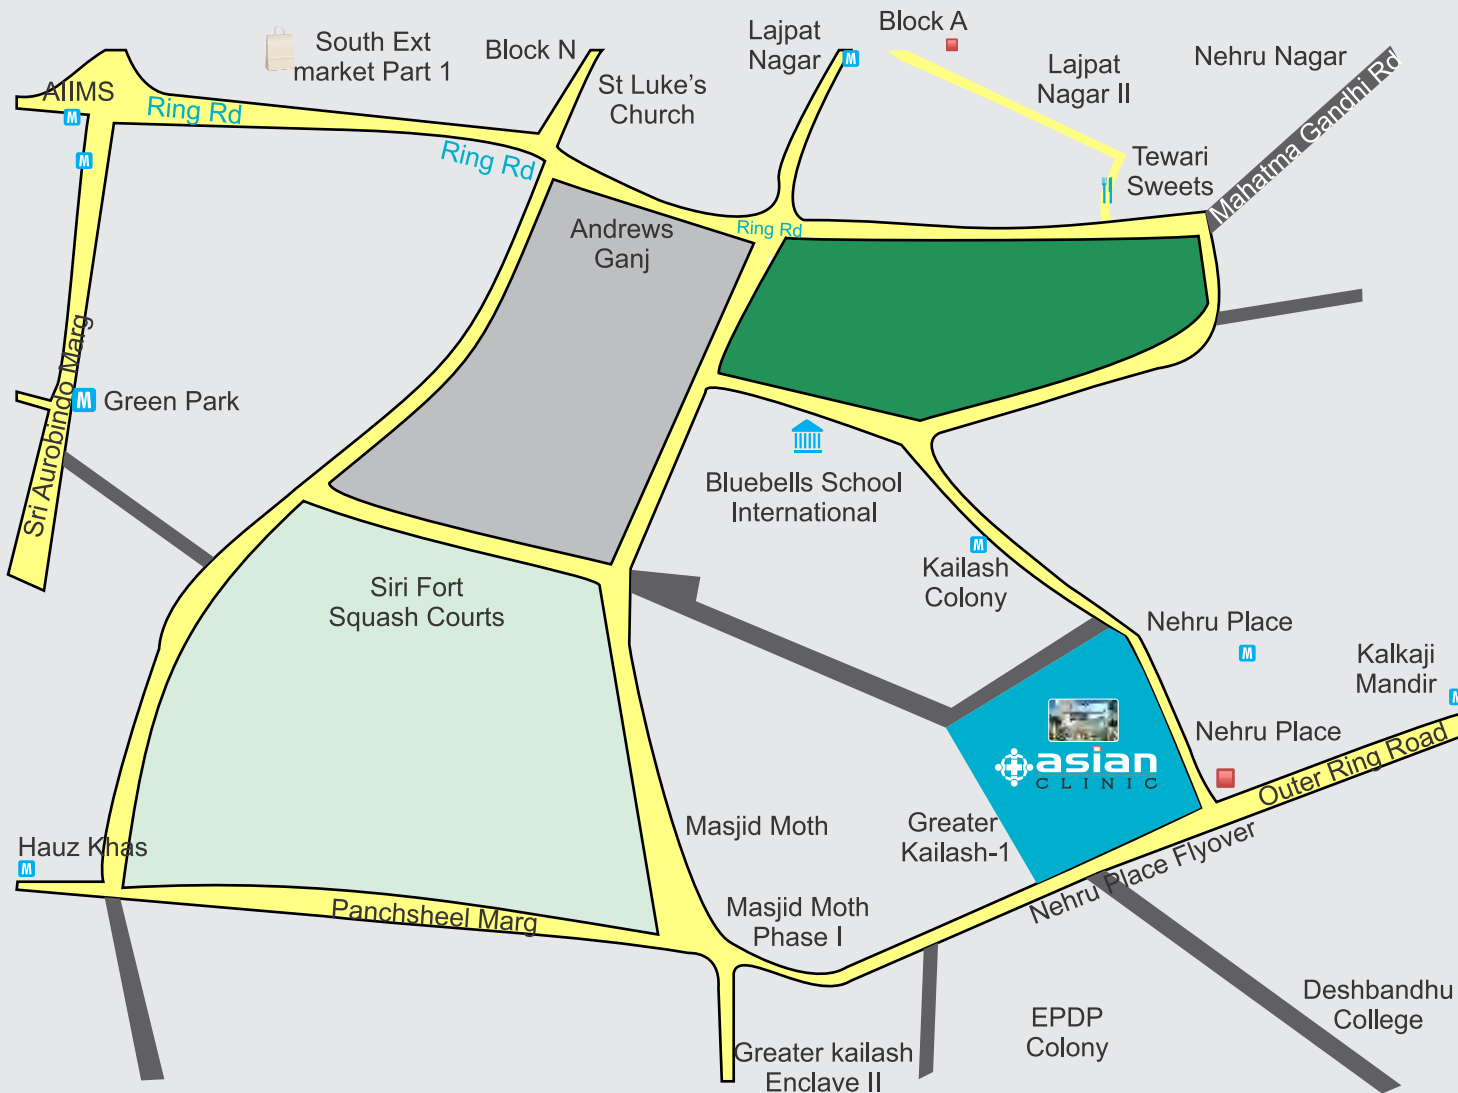 Block A
South Ext
market Part 1
Block N
Lajpat
Nagar
M
Lajpat
Nagar II
Nehru Nagar
Mahatma Gandhi Rd
AIIMS
M
M
Ring Rd
St Luke's
Church
Ring Rd
Tewari
Sweets
Andrews
Ganj
Ring Rd
Sri Aurobindo Marg
M
Green Park
Bluebells School
International
M
Kailash
Colony
Siri Fort
Squash Courts
Nehru Place
M
Kalkaji
Mandir
M
Nehru Place
asian
CLINIC
Outer Ring Road
Masjid Moth
Greater
Kailash-1
Hauz Khas
M
Nehru Place Flyover
Panchsheel Marg
Masjid Moth
Phase I
Deshbandhu
College
EPDP
Colony
Greater kailash
Enclave II